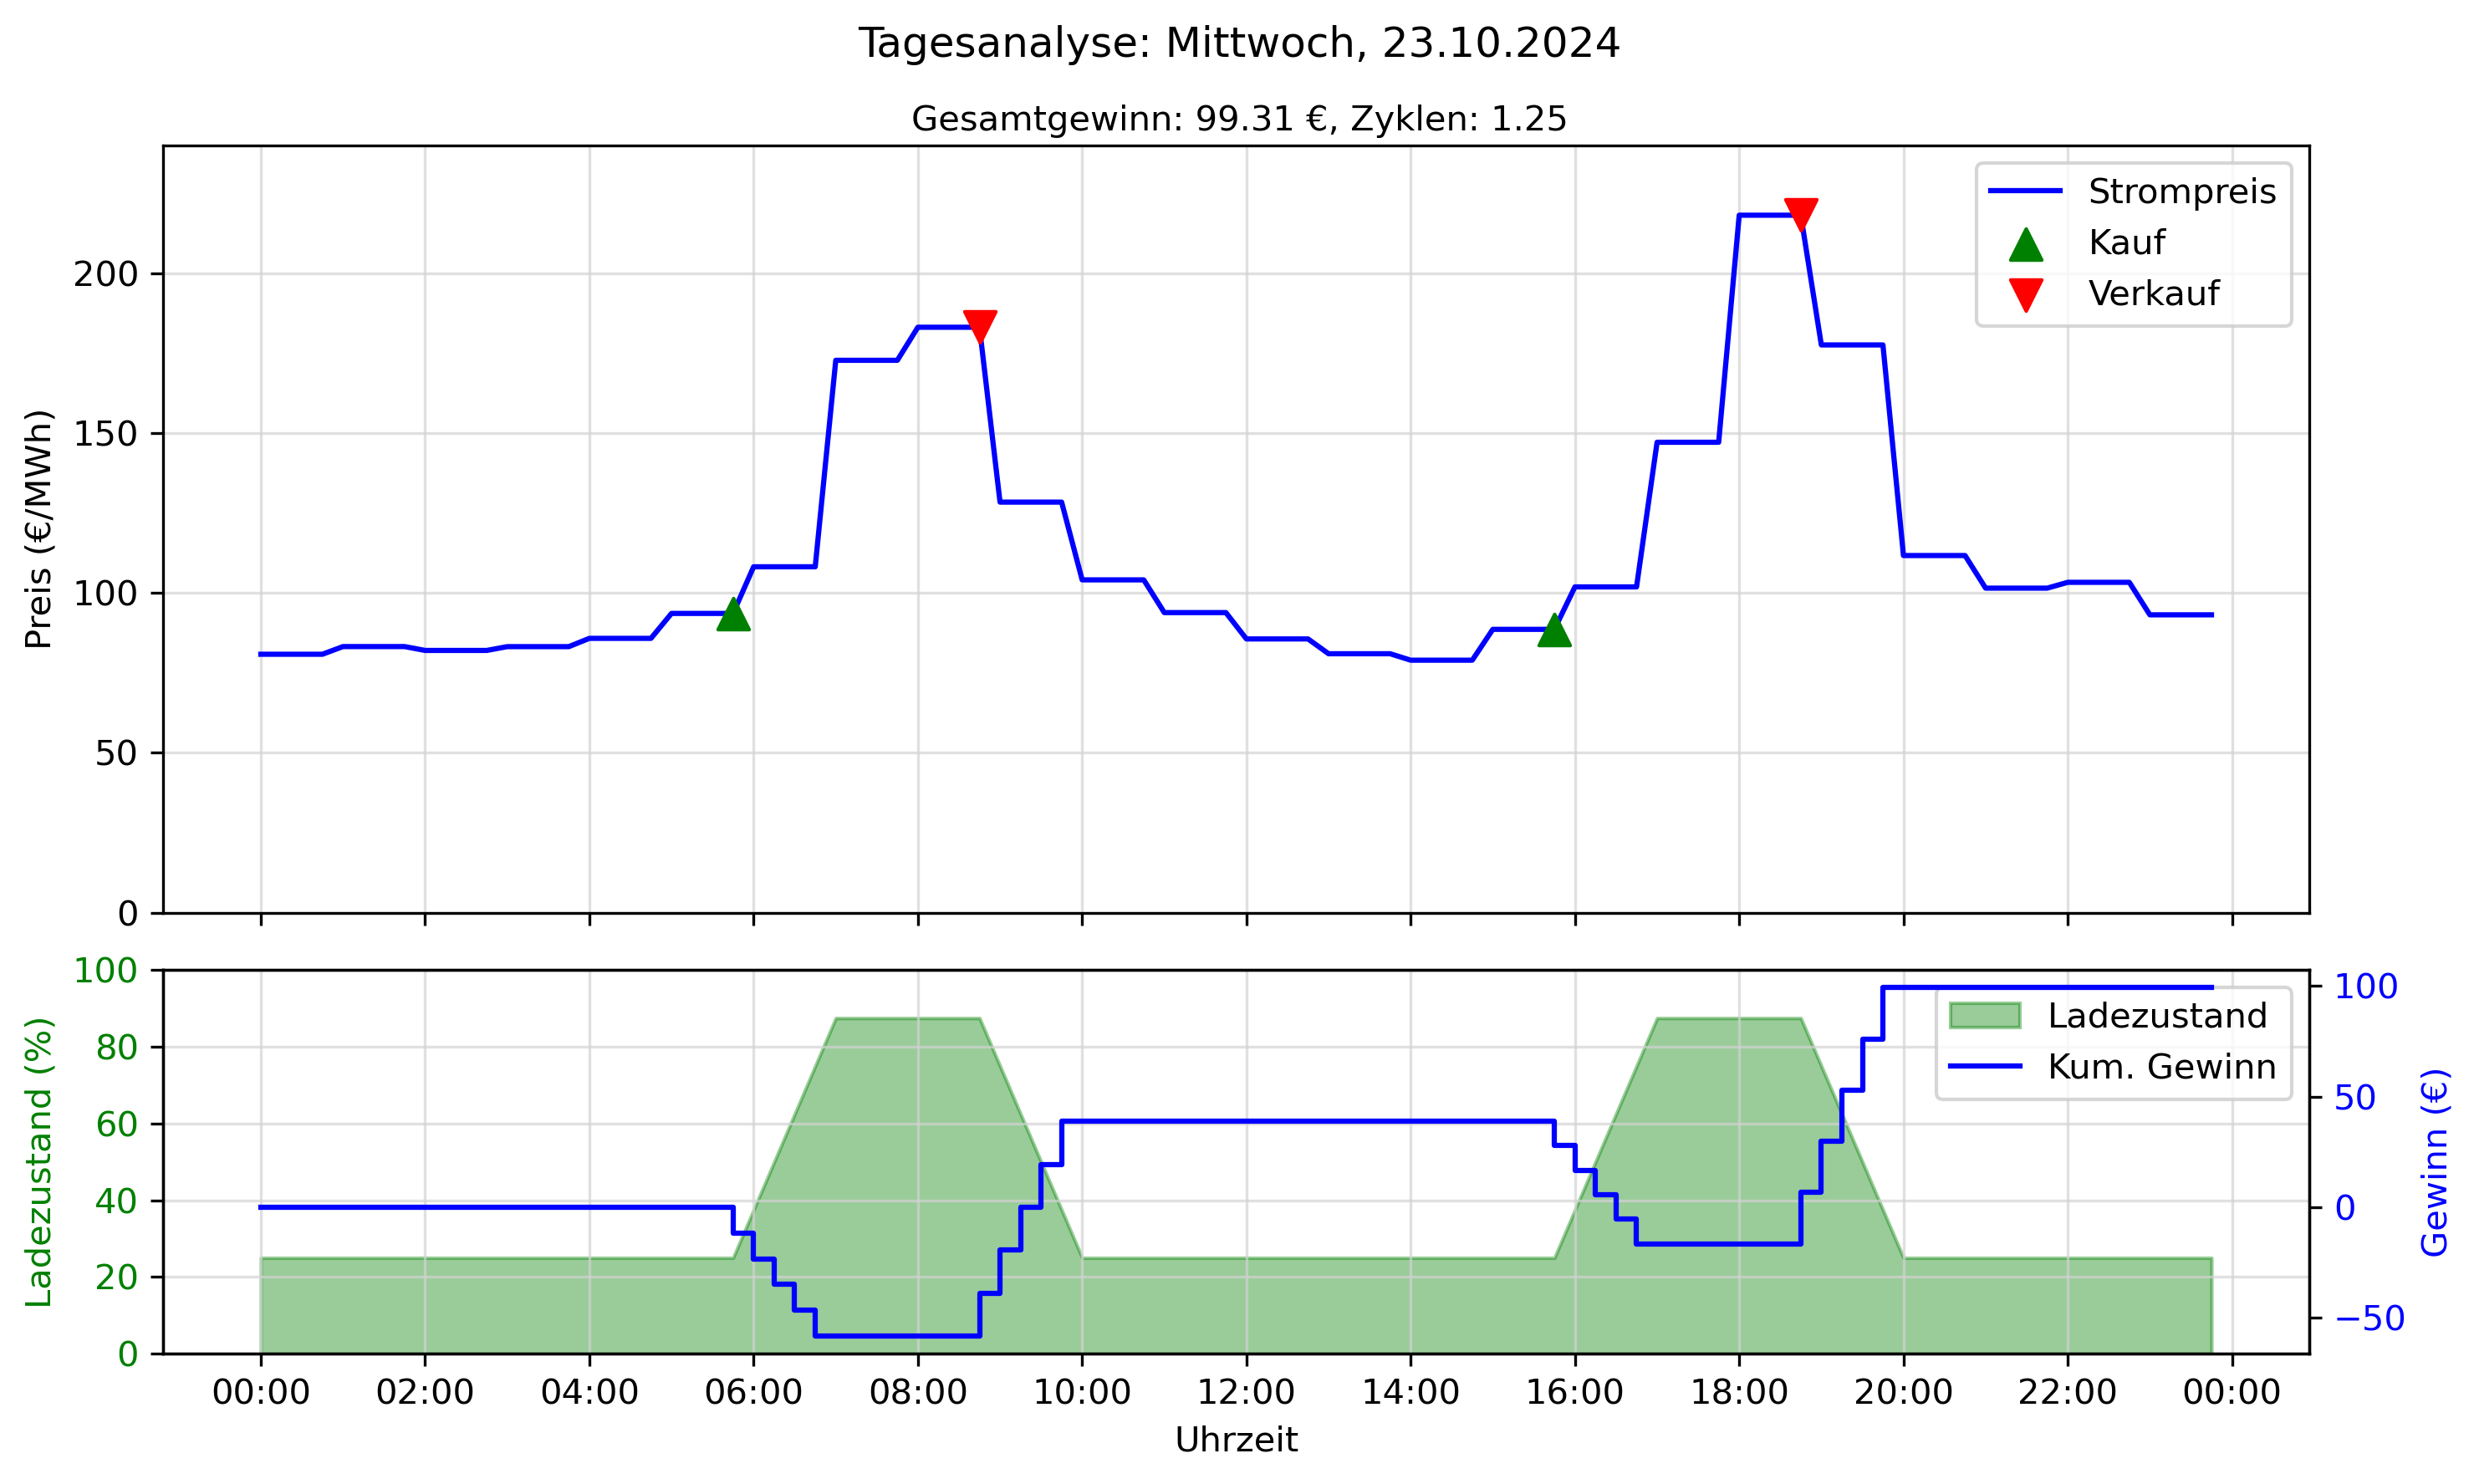 Tagesanalyse: Mittwoch, 23.10.2024
Gesamtgewinn: 99.31 €, Zyklen: 1.25
Preis (€/MWh)
200
150
100
50
0
Strompreis
Kauf
Verkauf
Ladezustand (%)
100
80
60
40
20
0
Ladezustand
Kum. Gewinn
100
50
0
−50
Gewinn (€)
00:00 02:00 04:00 06:00 08:00 10:00 12:00 14:00 16:00 18:00 20:00 22:00 00:00
Uhrzeit